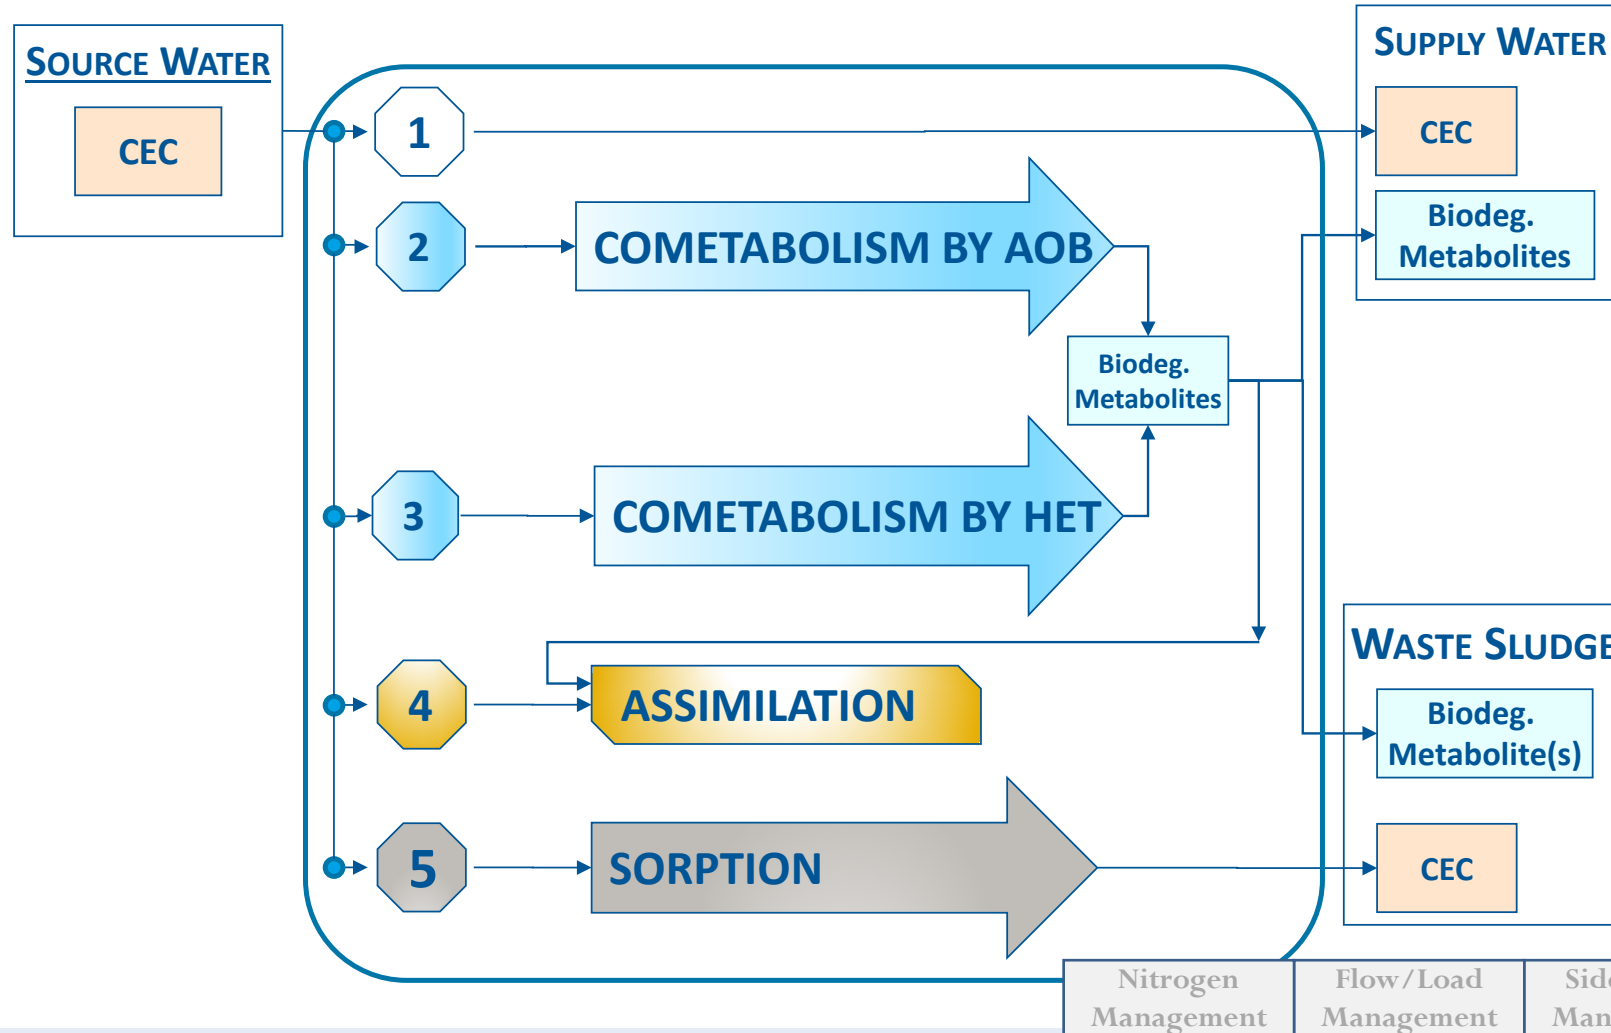 SOURCE WATER
CEC
1
2
COMETABOLISM BY AOB
Biodeg.
Metabolites
3
COMETABOLISM BY HET
4
ASSIMILATION
5
SORPTION
SUPPLY WATER
CEC
Biodeg.
Metabolites
WASTE SLUDGE
Biodeg.
Metabolite(s)
CEC
Nitrogen
Management
Flow/Load
Management